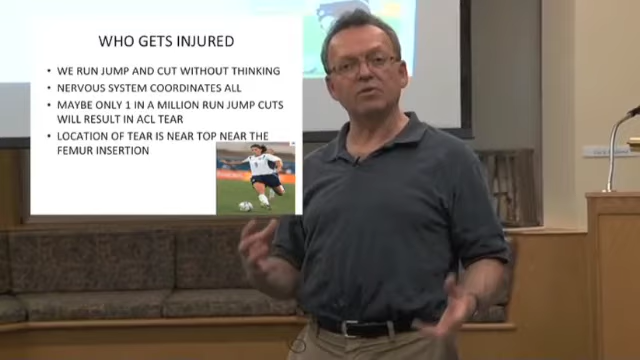 WHO GETS INJURED
• WE RUN JUMP AND CUT WITHOUT THINKING
• NERVOUS SYSTEM COORDINATES ALL
• MAYBE ONLY 1 IN A MILLION RUN JUMP CUTS
WILL RESULT IN ACL TEAR
• LOCATION OF TEAR IS NEAR TOP NEAR THE
FEMUR INSERTION